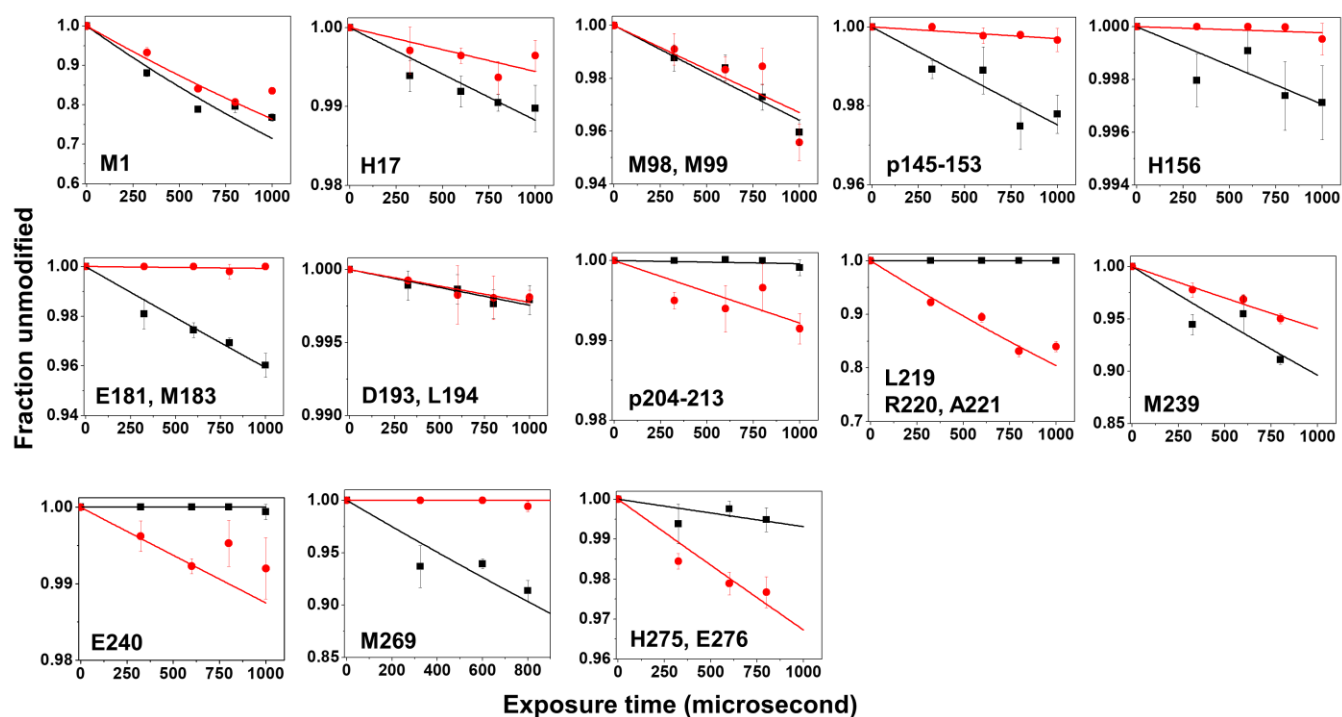 Fraction unmodified
1.0
0.9
0.8
0.7
0.6
M1
0 250 500 750 1000
1.00
0.99
0.98
H17
0 250 500 750 1000
1.00
0.98
0.96
0.94
M98, M99
0 250 500 750 1000
1.00
0.98
0.96
p145-153
0 250 500 750 1000
1.000
0.998
0.996
0.994
H156
0 250 500 750 1000
1.00
0.98
0.96
0.94
E181, M183
0 250 500 750 1000
1.000
0.995
0.990
D193, L194
0 250 500 750 1000
1.00
0.99
0.98
p204-213
0 250 500 750 1000
1.0
0.9
0.8
0.7
L219
R220, A221
0 250 500 750 1000
1.00
0.95
0.90
0.85
M239
0 250 500 750 1000
1.00
0.99
0.98
E240
0 250 500 750 1000
1.00
0.95
0.90
0.85
M269
0 200 400 600 800
1.00
0.99
0.98
0.97
0.96
H275, E276
0 250 500 750 1000
Exposure time (microsecond)